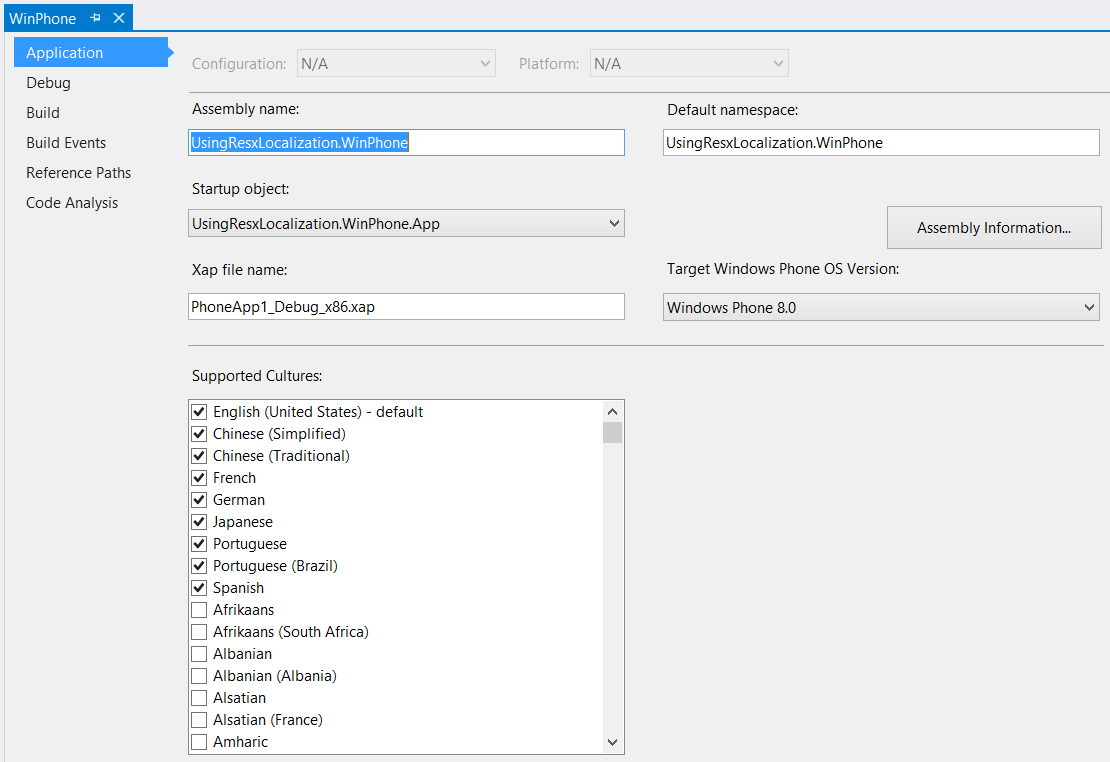 WinPhone
Application
Debug
Build
Build Events
Reference Paths
Code Analysis
Configuration: N/A Platform: N/A
Assembly name:
UsingResxLocalization.WinPhone
Default namespace:
UsingResxLocalization.WinPhone
Startup object:
UsingResxLocalization.WinPhone.App
Assembly Information...
Xap file name:
PhoneApp1_Debug_x86.xap
Target Windows Phone OS Version:
Windows Phone 8.0
Supported Cultures:
English (United States) - default
Chinese (Simplified)
Chinese (Traditional)
French
German
Japanese
Portuguese
Portuguese (Brazil)
Spanish
Afrikaans
Afrikaans (South Africa)
Albanian
Albanian (Albania)
Alsatian
Alsatian (France)
Amharic